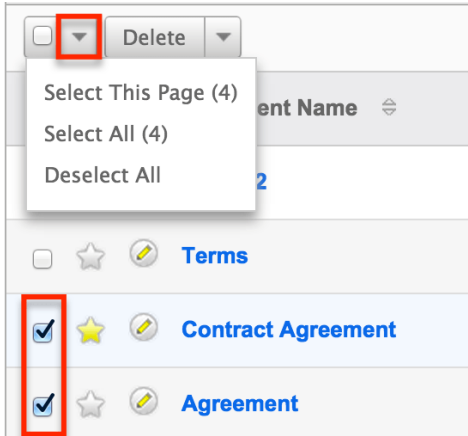 Delete
Select This Page (4)
Select All (4)
Deselect All
ent Name
2
Terms
Contract Agreement
Agreement